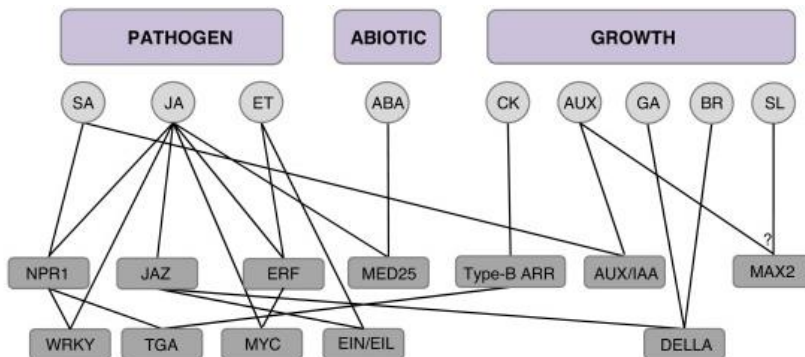 PATHOGEN ABIOTIC GROWTH
SA JA ET ABA CK AUX GA BR SL
?
NPR1 JAZ ERF MED25 Type-B ARR AUX/IAA MAX2
WRKY TGA MYC EIN/EIL DELLA